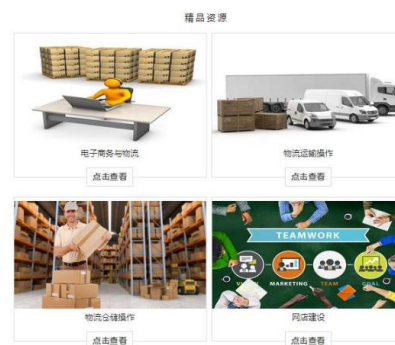 精品资源
电子商务与物流
物流运输操作
点击查看
点击查看
TEAMWORK
MARKETING
TEAM
GOAL
物流仓储操作
网店建设
点击查看
点击查看